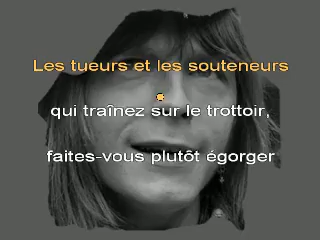 Les tueurs et les souteneurs
qui traînez sur le trottoir,
faites-vous plutôt égorger